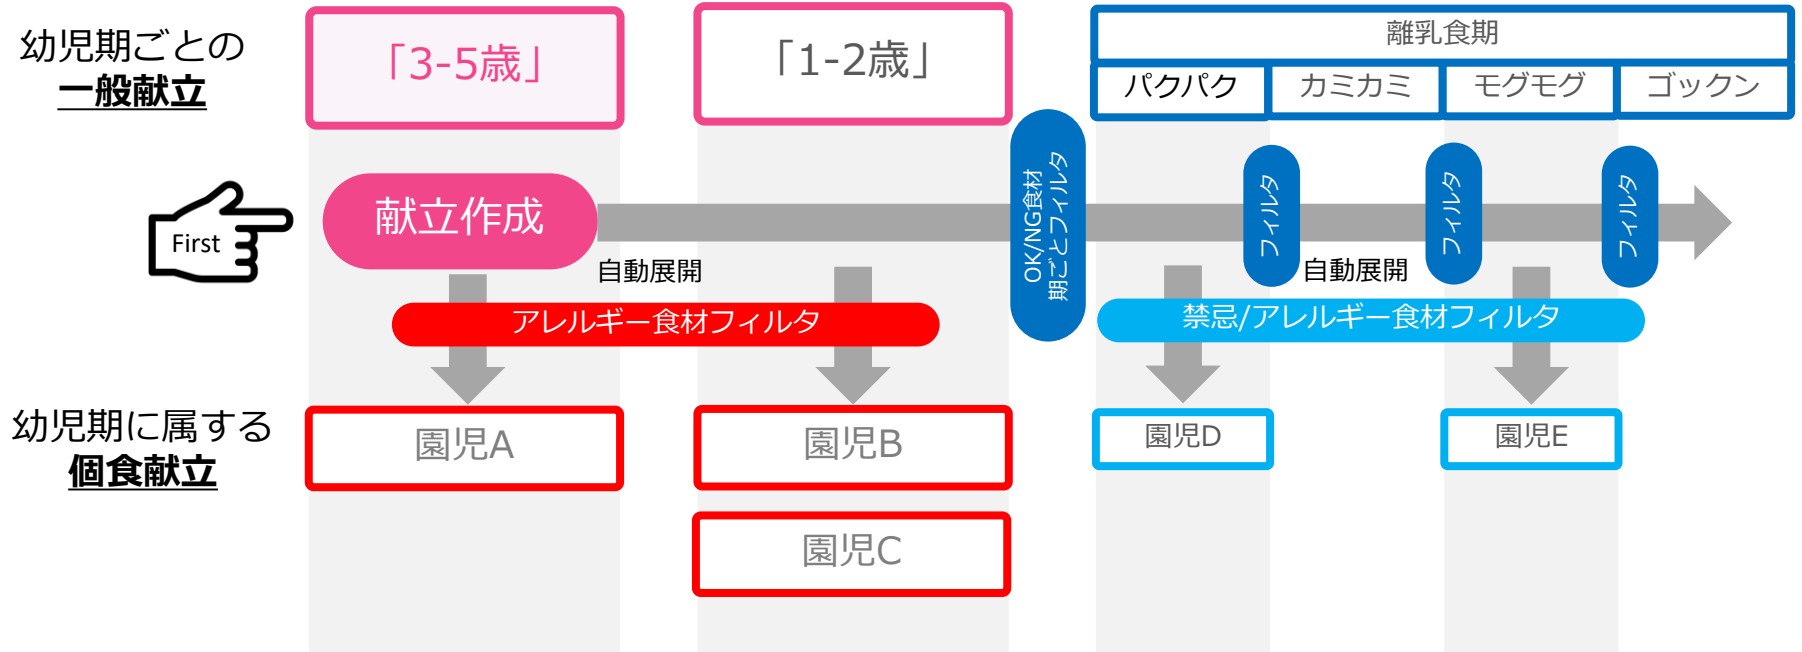 幼児期ごとの
一般献立
「3-5歳」
「1-2歳」
離乳食期
パクパク
カミカミ
モグモグ
ゴックン
First
献立作成
自動展開
OK/NG食材
期ごとフィルタ
フィルタ
自動展開
フィルタ
フィルタ
アレルギー食材フィルタ
禁忌/アレルギー食材フィルタ
幼児期に属する
個食献立
園児A
園児B
園児D
園児E
園児C